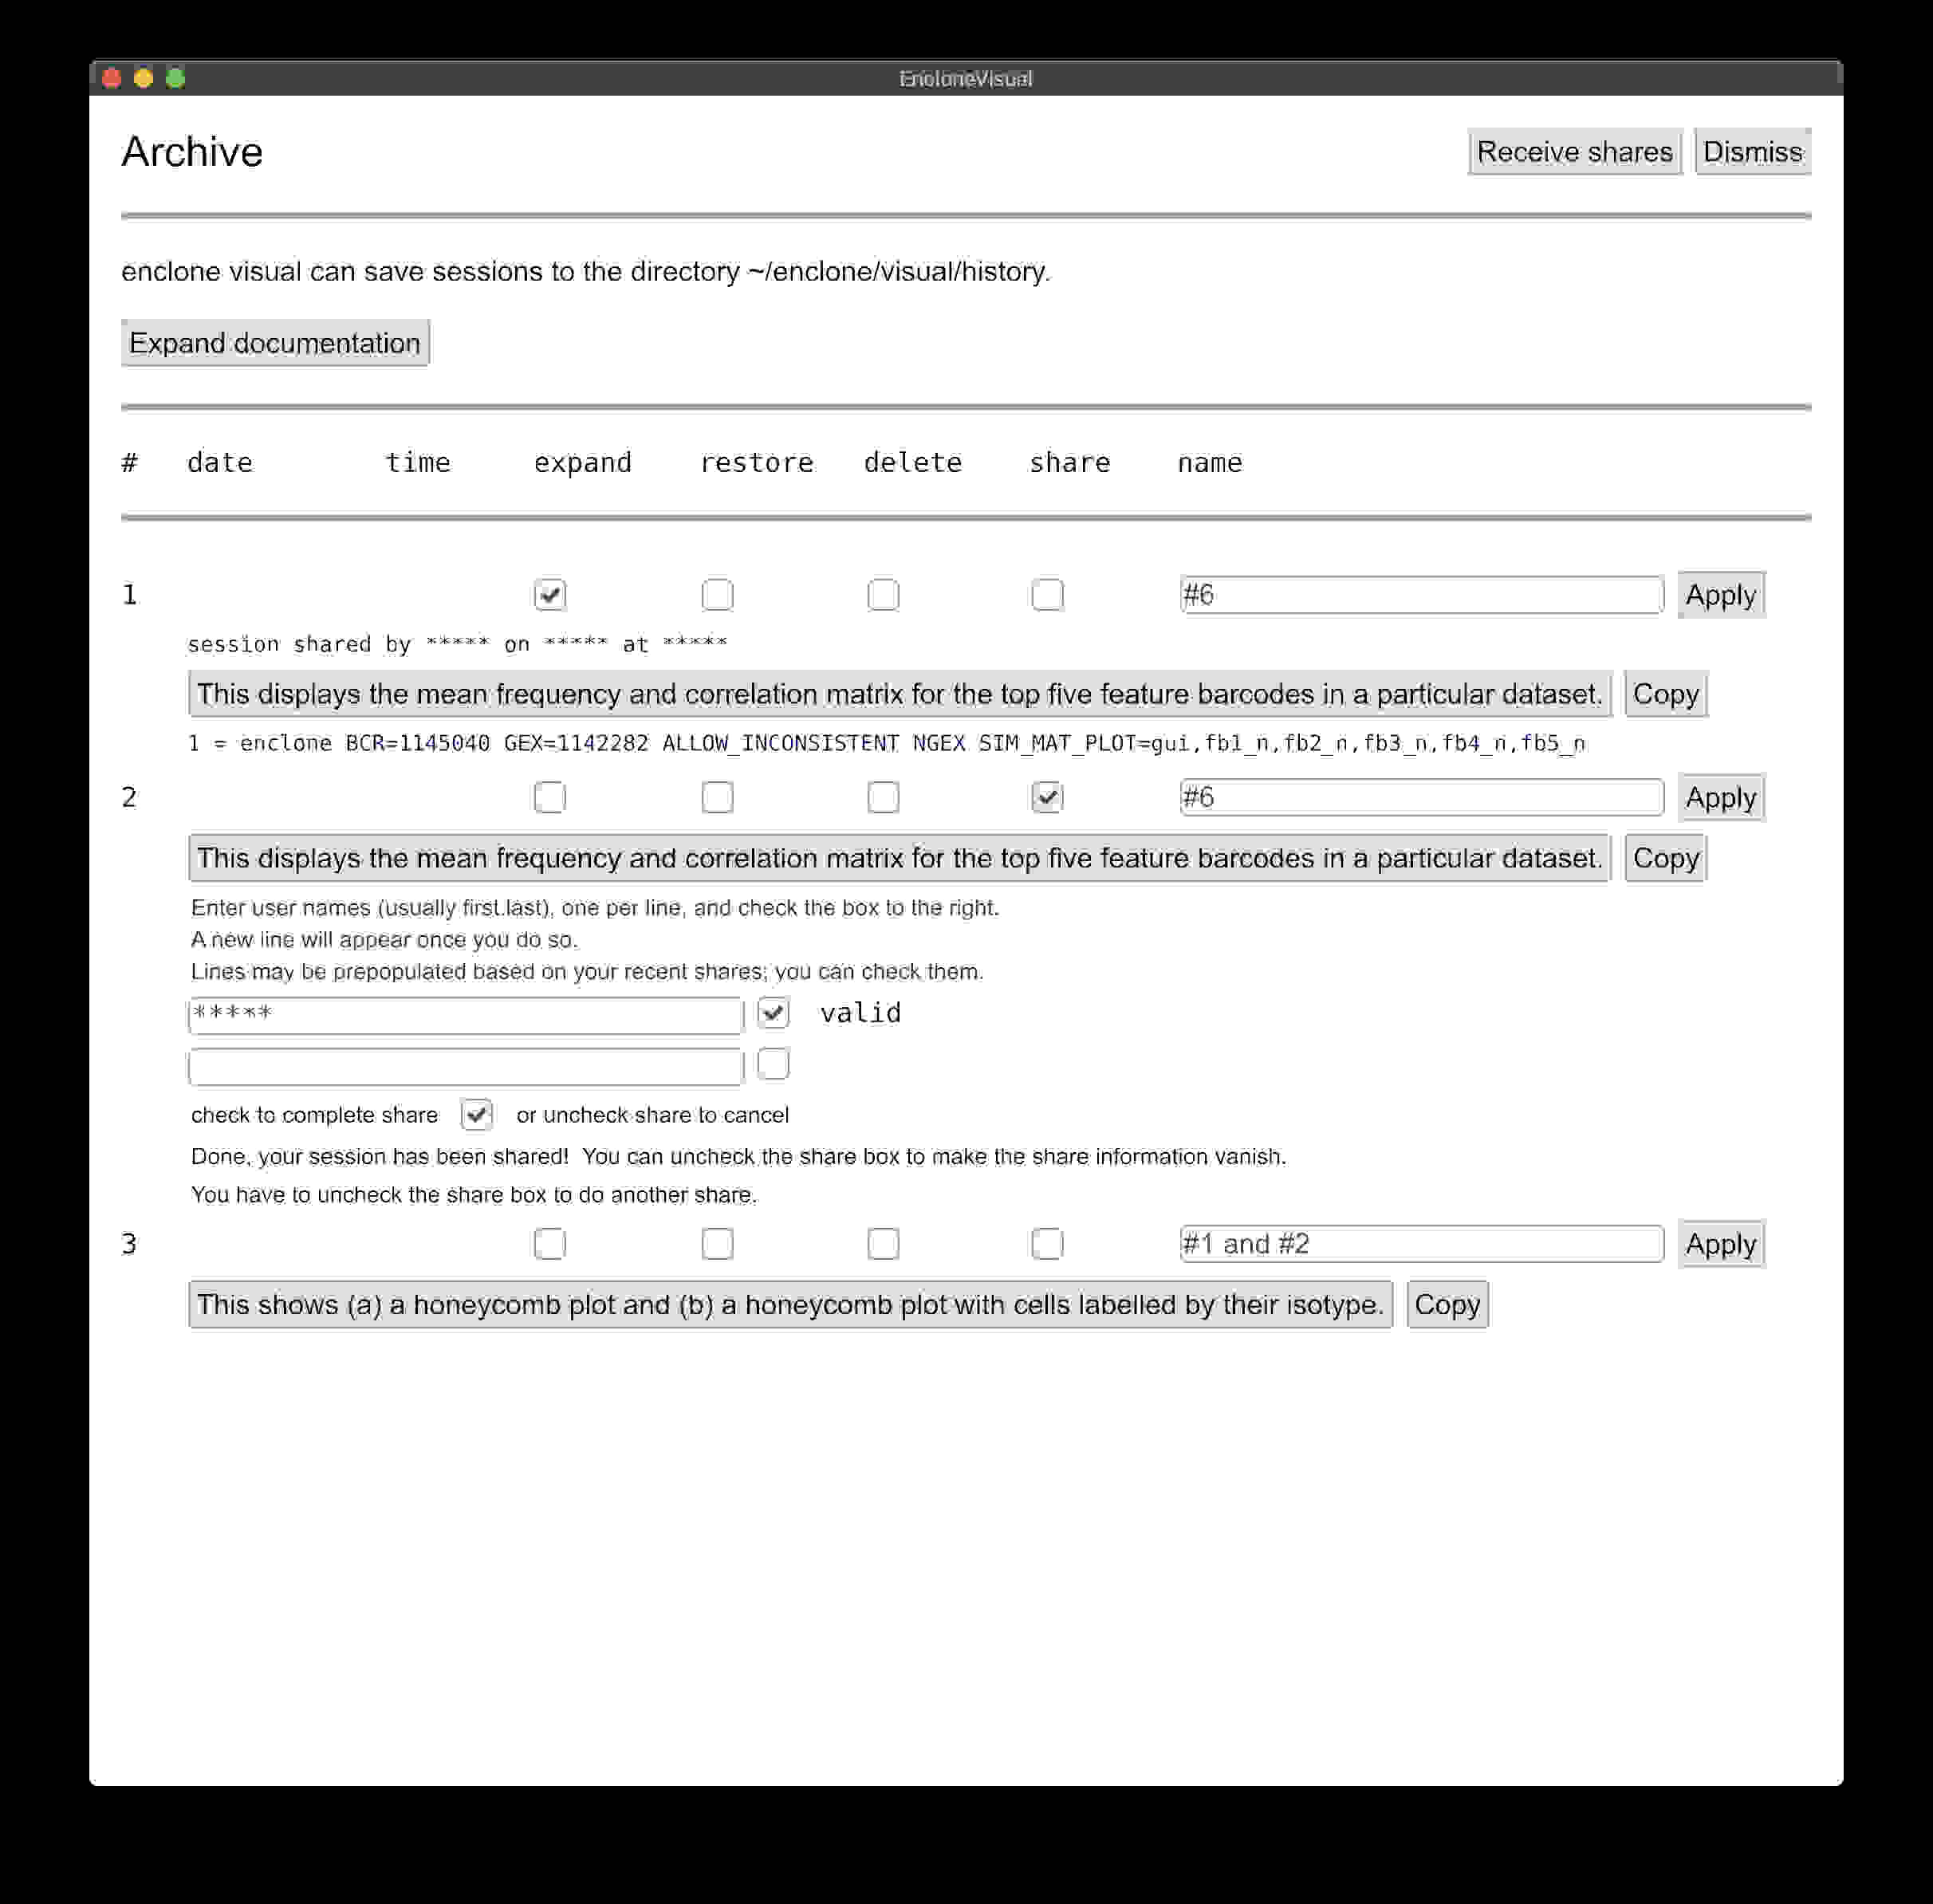 EncloneVisual
Archive Receive shares Dismiss
enclone visual can save sessions to the directory ~/enclone/visual/history.
Expand documentation
# date time expand restore delete share name
1 #6 Apply
session shared by ***** on ***** at *****
This displays the mean frequency and correlation matrix for the top five feature barcodes in a particular dataset. Copy
1 = enclone BCR=1145040 GEX=1142282 ALLOW_INCONSISTENT NGEX SIM_MAT_PLOT=gui,fb1_n,fb2_n,fb3_n,fb4_n,fb5_n
2 #6 Apply
This displays the mean frequency and correlation matrix for the top five feature barcodes in a particular dataset. Copy
Enter user names (usually first.last), one per line, and check the box to the right.
A new line will appear once you do so.
Lines may be prepopulated based on your recent shares; you can check them.
***** valid
check to complete share or uncheck share to cancel
Done, your session has been shared! You can uncheck the share box to make the share information vanish.
You have to uncheck the share box to do another share.
3 #1 and #2 Apply
This shows (a) a honeycomb plot and (b) a honeycomb plot with cells labelled by their isotype. Copy